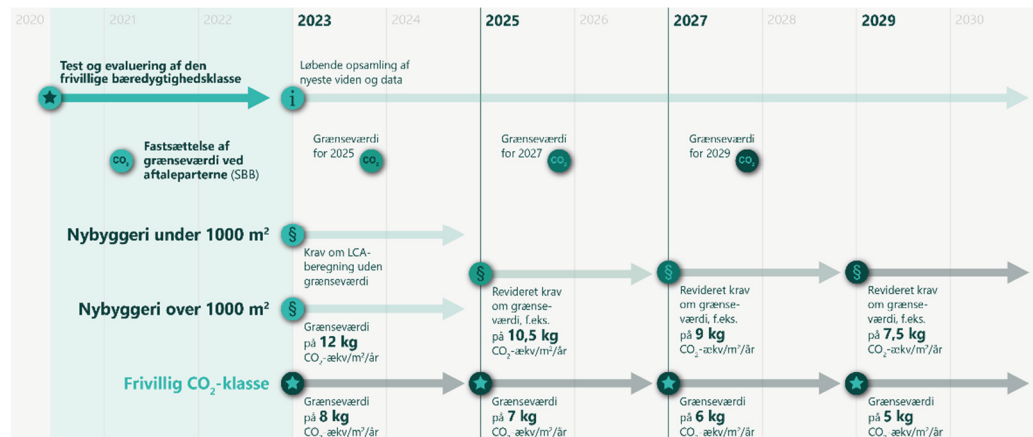 2020 2021 2022 2023 2024 2025 2026 2027 2028 2029 2030
Test og evaluering af den
frivillige bæredygtighedsklasse
Løbende opsamling af
nyeste viden og data
i
CO₂
Fastsættelse af
grænseværdi ved
aftaleparterne (SBB)
Grænseværdi
for 2025
CO₂
Grænseværdi
for 2027
CO₂
Grænseværdi
for 2029
CO₂
Nybyggeri under 1000 m²
§
Krav om LCA-
beregning uden
grænseværdi
Nybyggeri over 1000 m²
§
Grænseværdi
på 12 kg
CO₂-ækv/m²/år
§
Revideret krav
om grænse-
værdi, f.eks.
på 10,5 kg
CO₂-ækv/m²/år
§
Revideret krav
om grænse-
værdi, f.eks.
på 9 kg
CO₂-ækv/m²/år
§
Revideret krav
om grænse-
værdi, f.eks.
på 7,5 kg
CO₂-ækv/m²/år
Frivillig CO₂-klasse
Grænseværdi
på 8 kg
CO₂-ækv/m²/år
Grænseværdi
på 7 kg
CO₂-ækv/m²/år
Grænseværdi
på 6 kg
CO₂-ækv/m²/år
Grænseværdi
på 5 kg
CO₂-ækv/m²/år